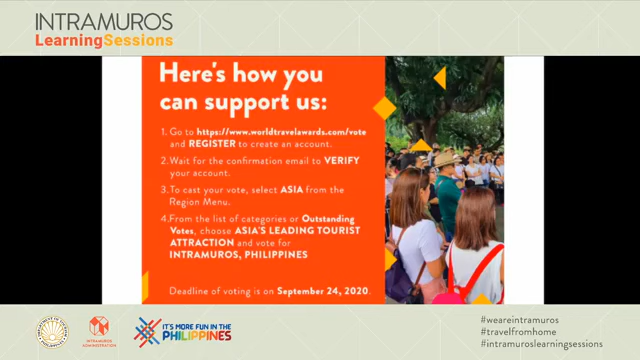 INTRAMUROS
LearningSessions
Here's how you
can support us:
1. Go to https://www.worldtravelawards.com/vote
and REGISTER to create an account.
2. Wait for the confirmation email to VERIFY
your account.
3. To cast your vote, select ASIA from the
Region Menu.
4.From the list of categories or Outstanding
Votes, choose ASIA'S LEADING TOURIST
ATTRACTION and vote for
INTRAMUROS, PHILIPPINES
Deadline of voting is on September 24, 2020.
INTRAMUROS
ADMINISTRATION
IT'S MORE FUN IN THE
PHILIPPINES
#weareintramuros
#travelfromhome
#intramuroslearningsessions